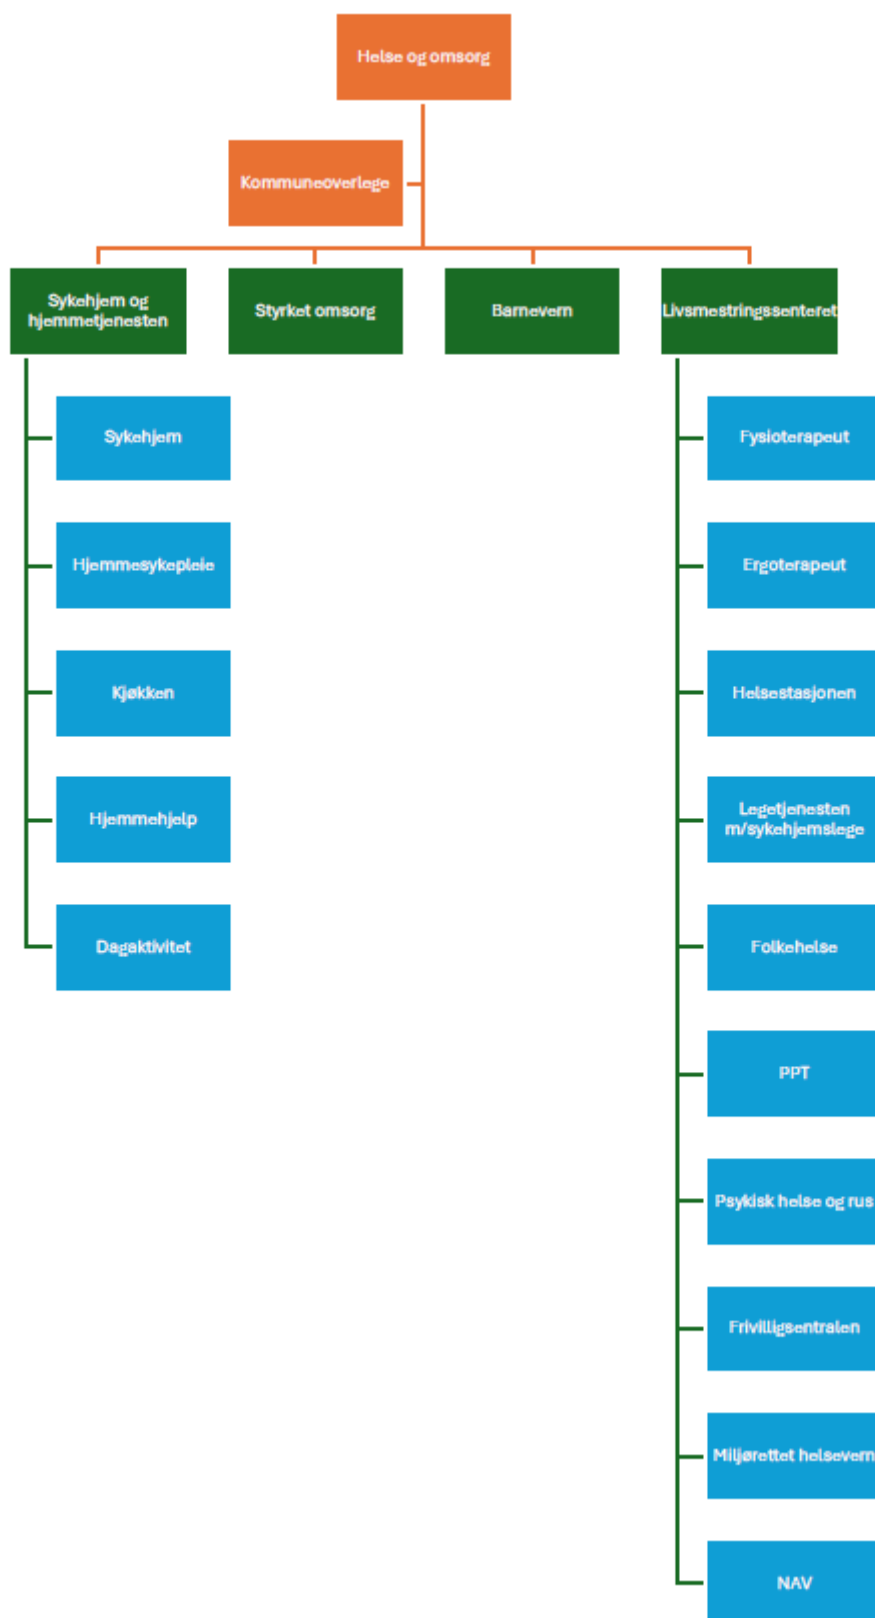 Helse og omsorg
Kommuneoverlege
Sykehjem og
hjemmetjenesten
Styrket omsorg
Barnevern
Livsmestringssenteret
Sykehjem
Hjemmesykepleie
Kjøkken
Hjemmehjelp
Dagaktivitet
Fysioterapeut
Ergoterapeut
Helsestasjonen
Legetjenesten
m/sykehjemslege
Folkehelse
PPT
Psykisk helse og rus
Frivilligsentralen
Miljørettet helsevern
NAV